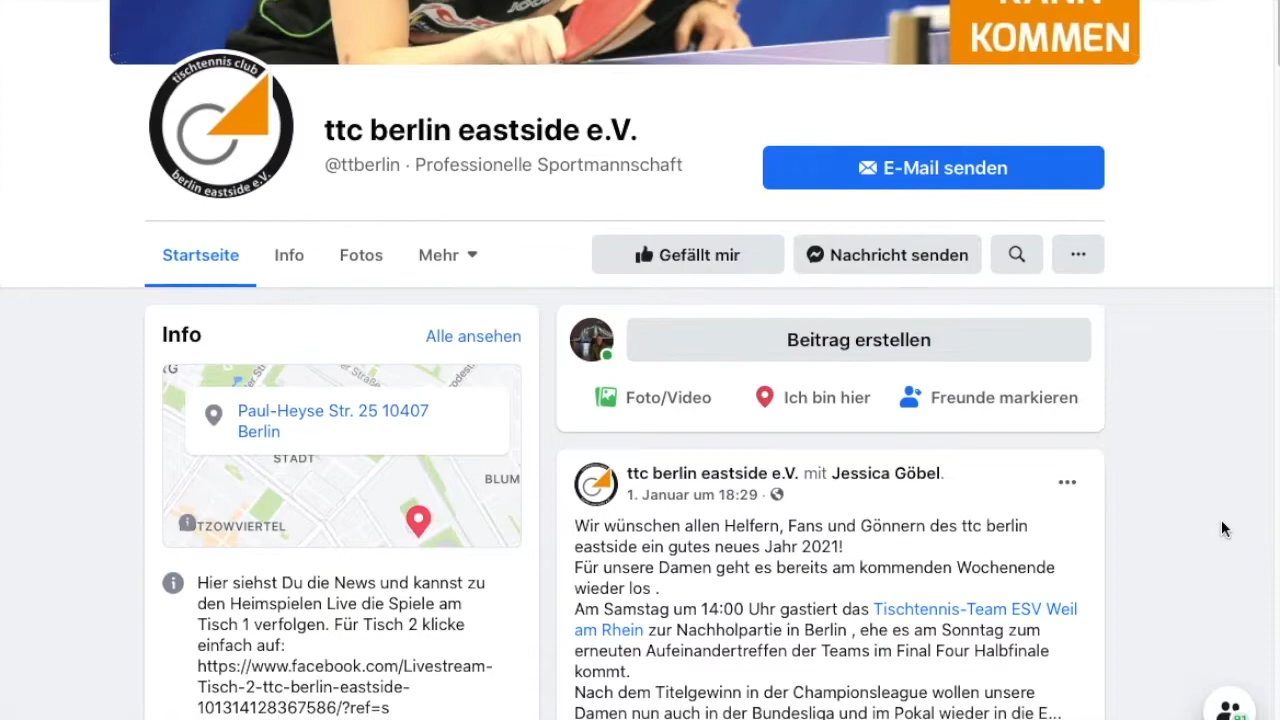 KANN
KOMMEN
tischtennis club
berlin eastside e.V.
ttc berlin eastside e.V.
@ttberlin · Professionelle Sportmannschaft
E-Mail senden
Startseite
Info
Fotos
Mehr
Gefällt mir
Nachricht senden
Info
Alle ansehen
Paul-Heyse Str. 25 10407
Berlin
STADT
BLUM
TZOWVIERTEL
Hier siehst Du die News und kannst zu
den Heimspielen Live die Spiele am
Tisch 1 verfolgen. Für Tisch 2 klicke
einfach auf:
https://www.facebook.com/Livestream-
Tisch-2-ttc-berlin-eastside-
101314128367586/?ref=s
Beitrag erstellen
Foto/Video
Ich bin hier
Freunde markieren
ttc berlin eastside e.V. mit Jessica Göbel.
1. Januar um 18:29 ·
Wir wünschen allen Helfern, Fans und Gönnern des ttc berlin
eastside ein gutes neues Jahr 2021!
Für unsere Damen geht es bereits am kommenden Wochenende
wieder los .
Am Samstag um 14:00 Uhr gastiert das Tischtennis-Team ESV Weil
am Rhein zur Nachholpartie in Berlin , ehe es am Sonntag zum
erneuten Aufeinandertreffen der Teams im Final Four Halbfinale
kommt.
Nach dem Titelgewinn in der Championsleague wollen unsere
Damen nun auch in der Bundesliga und im Pokal wieder in die E...
91